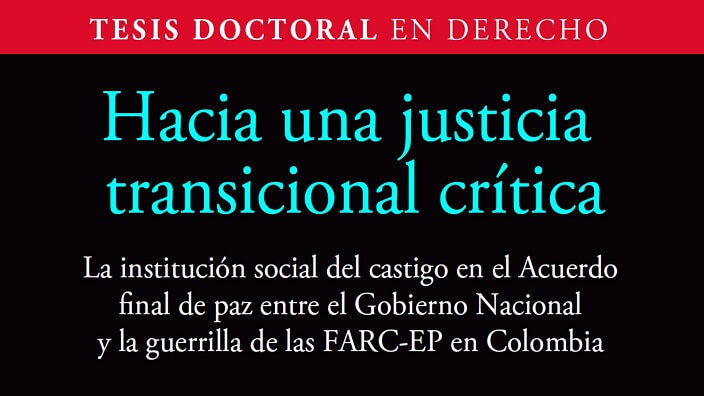 TESIS DOCTORAL EN DERECHO
Hacia una justicia
transicional crítica
La institución social del castigo en el Acuerdo
final de paz entre el Gobierno Nacional
y la guerrilla de las FARC-EP en Colombia